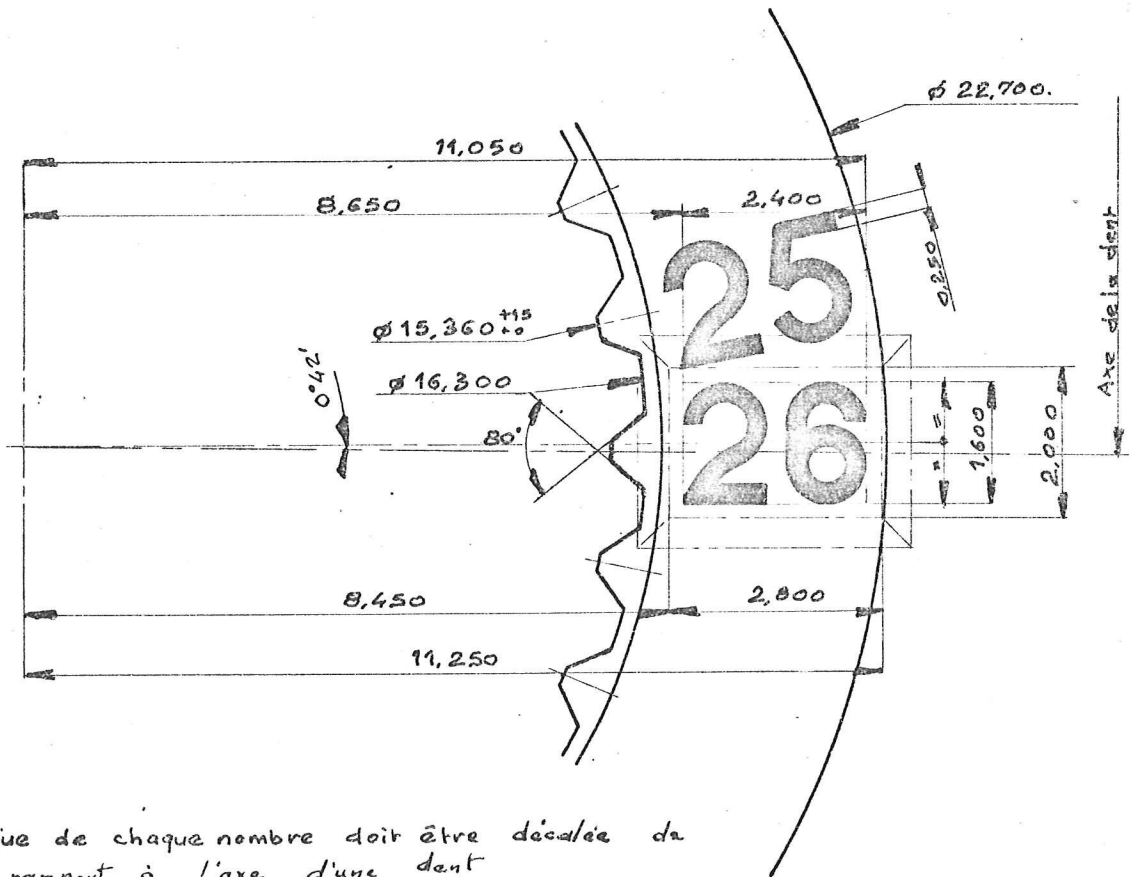 ø 22,700.
11,050
8,650
2,400
0,250
Axe de la dent
25
ø 15,360 +15 +0
ø 16,300
0°42'
80°
26
= =
1,600
2,000
8,450
2,800
11,250
de chaque nombre doit être décalée de
à l'axe d'une dent